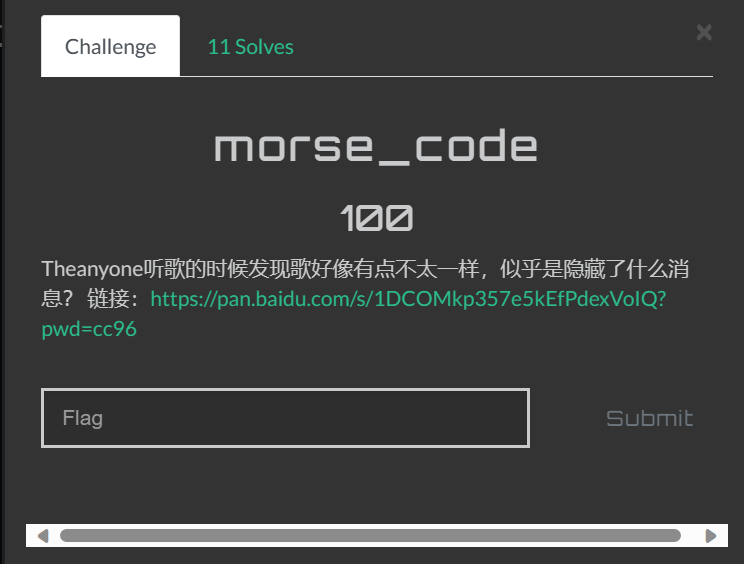 Challenge
11 Solves
×
morse_code
100
Theanyone听歌的时候发现歌好像有点不太一样，似乎是隐藏了什么消
息？ 链接：https://pan.baidu.com/s/1DCOMkp357e5kEfPdexVoIQ?
pwd=cc96
Flag
Submit